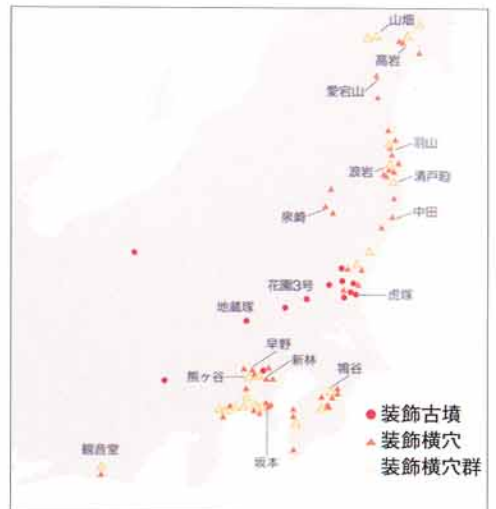 山畑
高岩
愛宕山
羽山
浪岩
清戸廹
泉崎
中田
花園3号
地蔵塚
虎塚
早野
新林
熊ヶ谷
鴇谷
装飾古墳
装飾横穴
観音堂
坂本
装飾横穴群